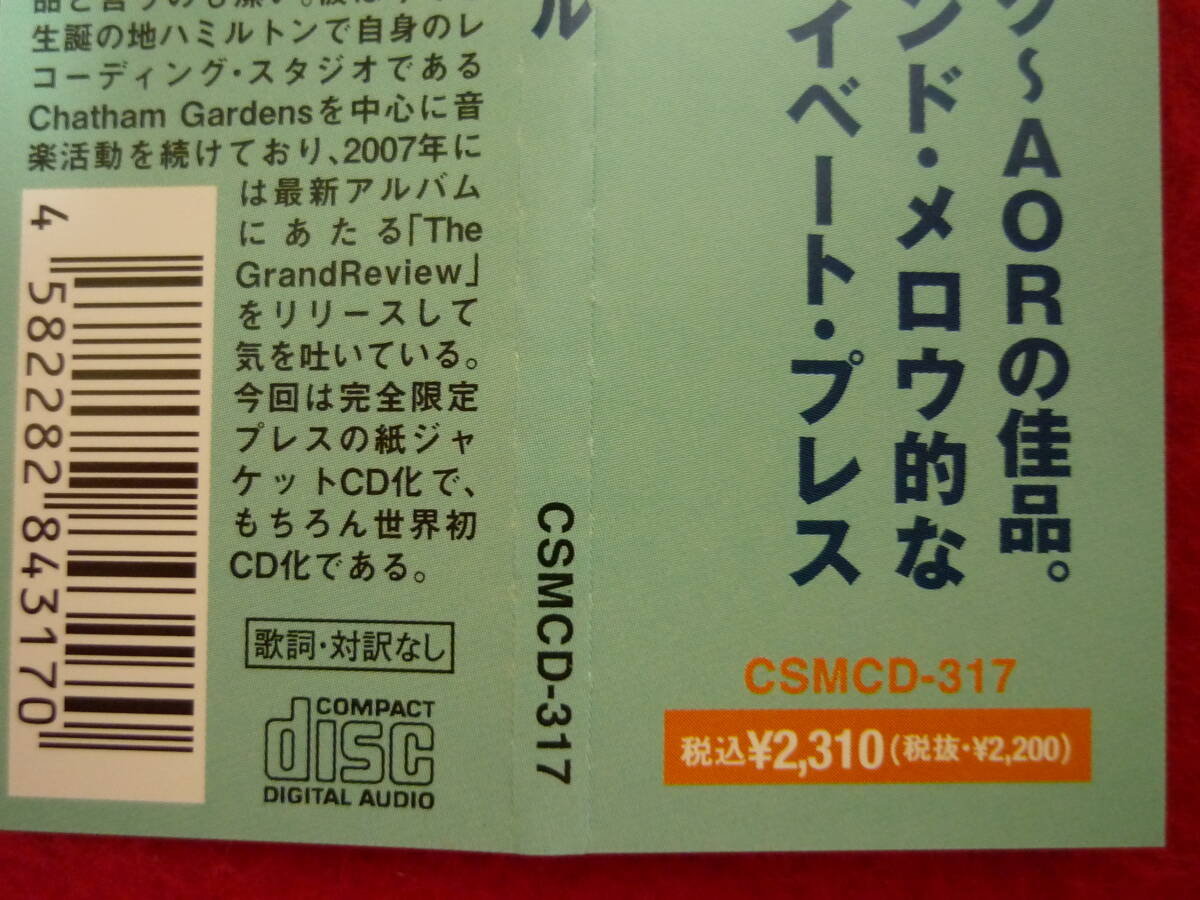 生誕の地ハミルトンで自身のレ
コーディング・スタジオである
Chatham Gardensを中心に音
楽活動を続けており、2007年に
は最新アルバム
にあたる「The
GrandReview」
をリリースして
気を吐いている。
今回は完全限定
プレスの紙ジャ
ケットCD化で、
もちろん世界初
CD化である。
歌詞・対訳なし
COMPACT
disc
DIGITAL AUDIO
4 582282 843170
ル
CSMCD-317
ク～AORの佳品。
ンド・メロウ的な
イベート・プレス
CSMCD-317
税込¥2,310(税抜・¥2,200)